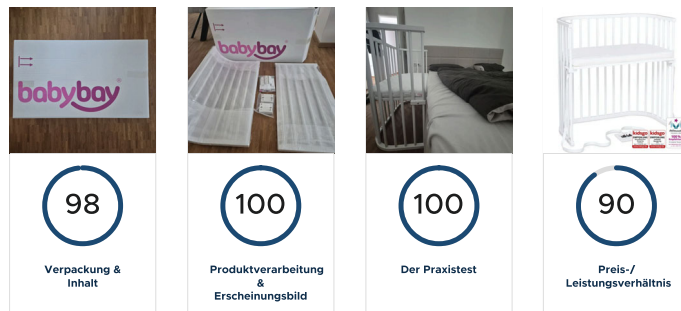 babybay
babybay
98
Verpackung &
Inhalt
100
Produktverarbeitung
&
Erscheinungsbild
100
Der Praxistest
90
Preis-/
Leistungsverhältnis